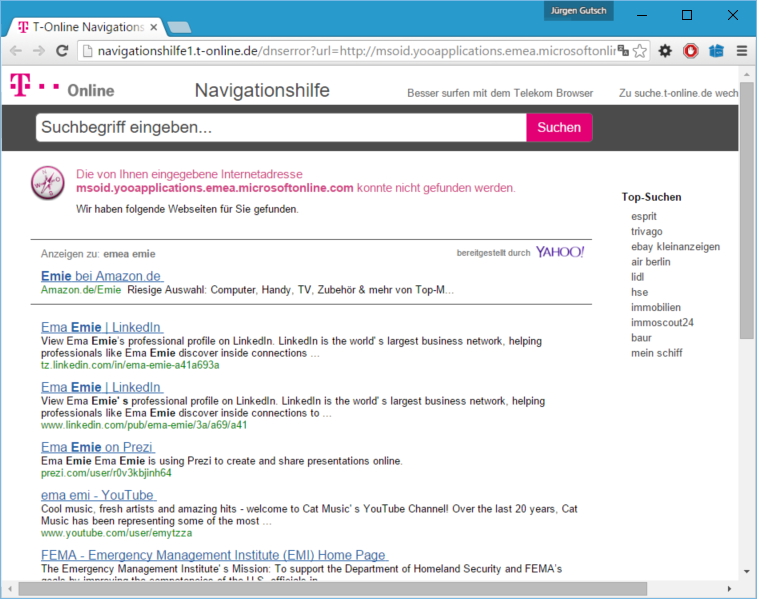 Jürgen Gutsch
T-Online Navigations
navigationshilfe1.t-online.de/dnserror?url=http://msoid.yooapplications.emea.microsoftonlin
T Online
Navigationshilfe
Besser surfen mit dem Telekom Browser
Zu suche.t-online.de wech
Suchbegriff eingeben...
Suchen
Die von Ihnen eingegebene Internetadresse
msoid.yooapplications.emea.microsoftonline.com konnte nicht gefunden werden.
Wir haben folgende Webseiten für Sie gefunden.
Anzeigen zu: emea emie
bereitgestellt durch YAHOO!
Emie bei Amazon.de
Amazon.de/Emie Riesige Auswahl: Computer, Handy, TV, Zubehör & mehr von Top-M...
Ema Emie | LinkedIn
View Ema Emie's professional profile on LinkedIn. LinkedIn is the world' s largest business network, helping
professionals like Ema Emie discover inside connections ...
tz.linkedin.com/in/ema-emie-a41a693a
Ema Emie | LinkedIn
View Ema Emie' s professional profile on LinkedIn. LinkedIn is the world' s largest business network, helping
professionals like Ema Emie discover inside connections to ...
www.linkedin.com/pub/ema-emie/3a/a69/a41
Ema Emie on Prezi
Ema Emie Ema Emie is using Prezi to create and share presentations online.
prezi.com/user/r0v3kbjinh64
ema emi - YouTube
Cool music, fresh artists and amazing hits - welcome to Cat Music' s YouTube Channel! Over the last 20 years, Cat
Music has been representing some of the most ...
www.youtube.com/user/emytzza
FEMA - Emergency Management Institute (EMI) Home Page
The Emergency Management Institute' s Mission: To support the Department of Homeland Security and FEMA's
goals by improving the competencies of the U.S. officials in
Top-Suchen
esprit
trivago
ebay kleinanzeigen
air berlin
lidl
hse
immobilien
immoscout24
baur
mein schiff